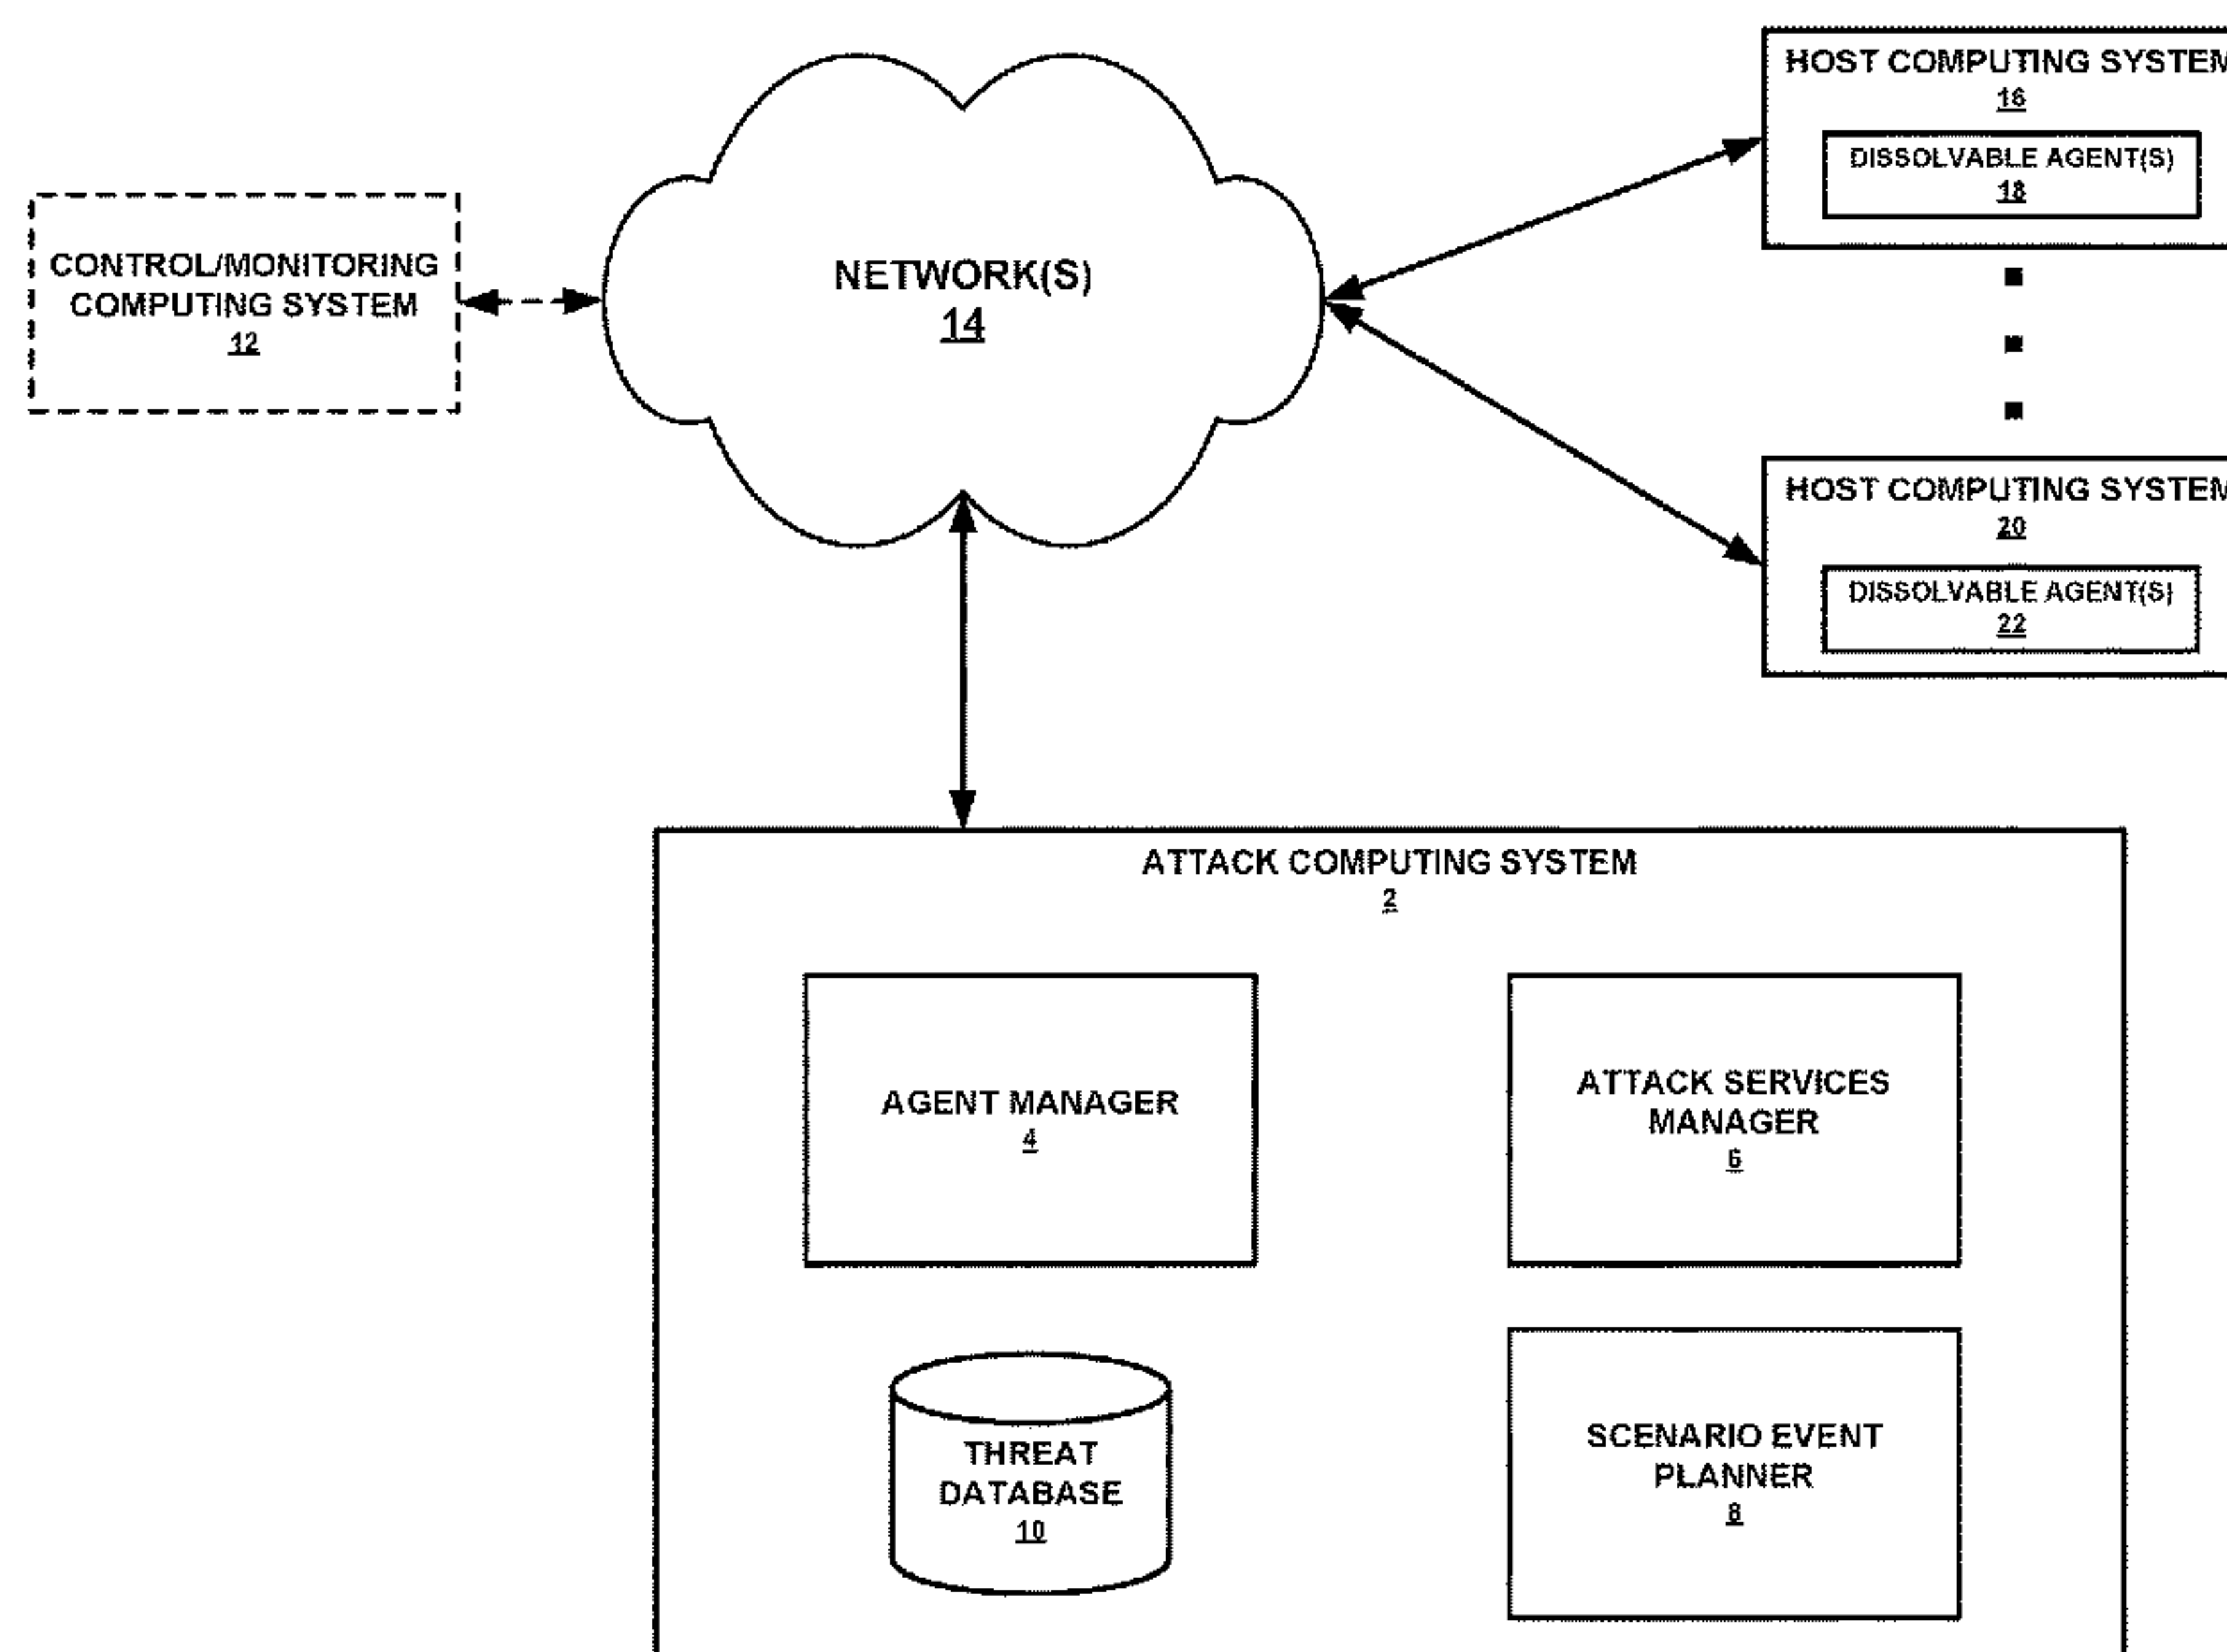 HOST COMPUTING SYSTEM
16
DISSOLVABLE AGENT(S)
18
CONTROL/MONITORING
COMPUTING SYSTEM
12
NETWORK(S)
14
HOST COMPUTING SYSTEM
20
DISSOLVABLE AGENT(S)
22
ATTACK COMPUTING SYSTEM
2
AGENT MANAGER
4
ATTACK SERVICES
MANAGER
6
THREAT
DATABASE
10
SCENARIO EVENT
PLANNER
8